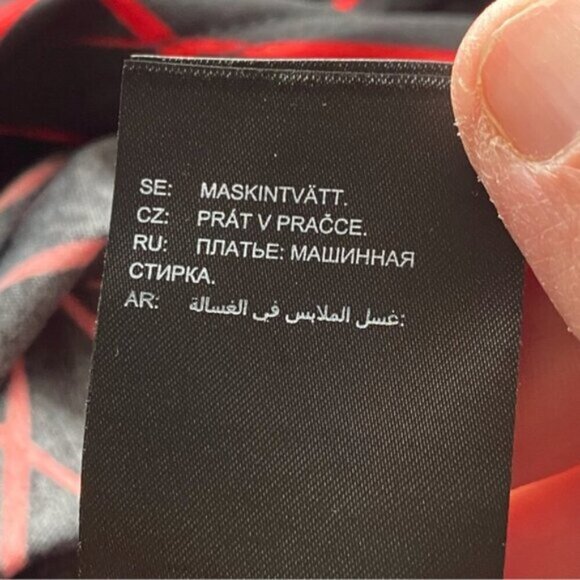 SE: MASKINTVÄTT.
CZ: PRÁT V PRAČCE.
RU: ПЛАТЬЕ: МАШИННАЯ
СТИРКА.
AR: غسل الملابس في الغسالة: